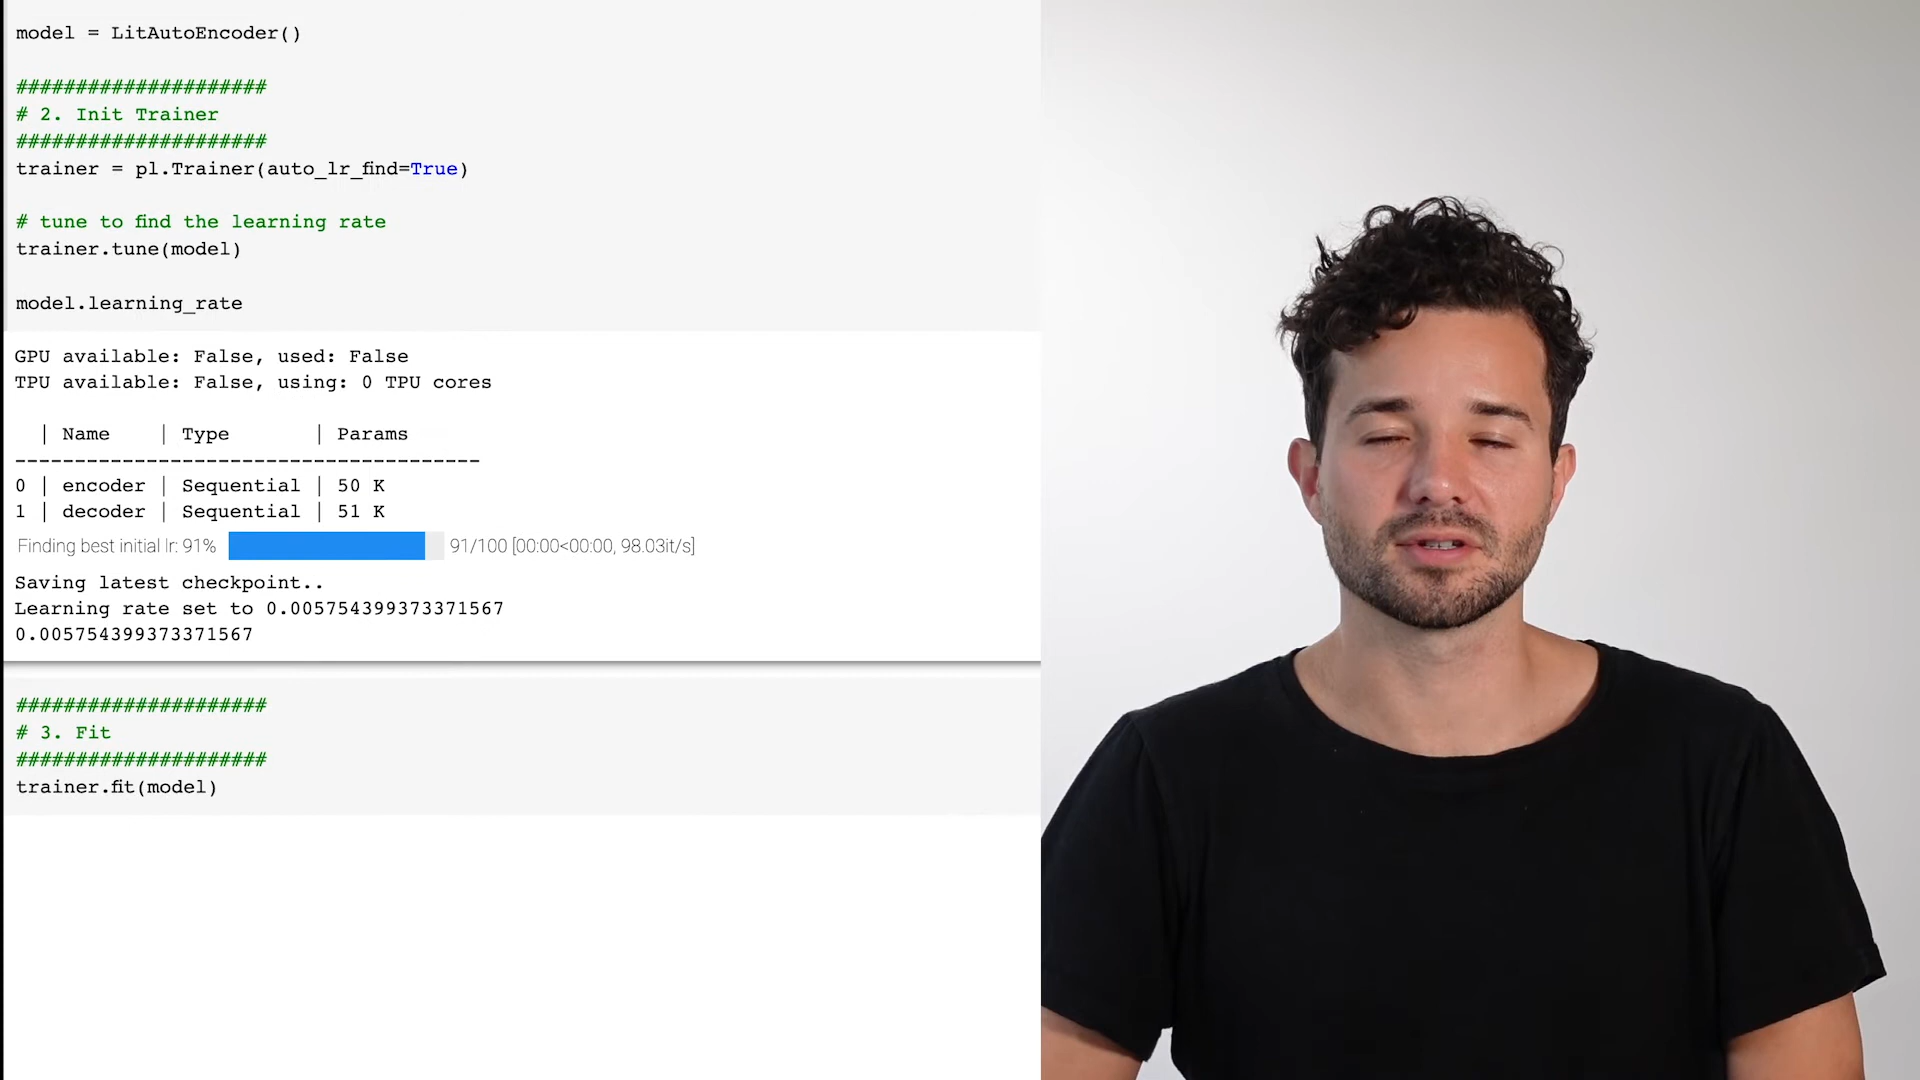 model = LitAutoEncoder()
#####################
# 2. Init Trainer
#####################
trainer = pl.Trainer(auto_lr_find=True)
# tune to find the learning rate
trainer.tune(model)
model.learning_rate
GPU available: False, used: False
TPU available: False, using: 0 TPU cores
| Name | Type | Params
---------------------------------------
0 | encoder | Sequential | 50 K
1 | decoder | Sequential | 51 K
Finding best initial lr: 91% 91/100 [00:00<00:00, 98.03it/s]
Saving latest checkpoint..
Learning rate set to 0.005754399373371567
0.005754399373371567
#####################
# 3. Fit
#####################
trainer.fit(model)